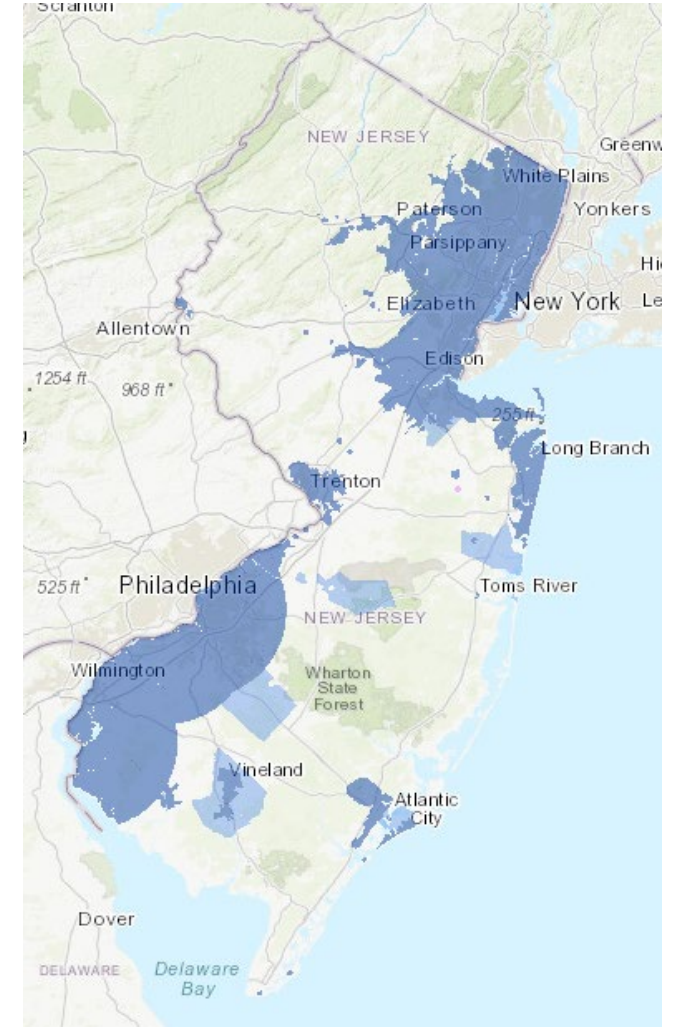 Scranton
NEW JERSEY
Greenw
White Plains
Paterson
Yonkers
Parsippany
Hi
Elizabeth
New York
Le
Allentown
Edison
1254 ft
968 ft
255 ft
Long Branch
Trenton
525 ft
Philadelphia
Toms River
NEW JERSEY
Wilmington
Wharton
State
Forest
Vineland
Atlantic
City
Dover
DELAWARE
Delaware
Bay